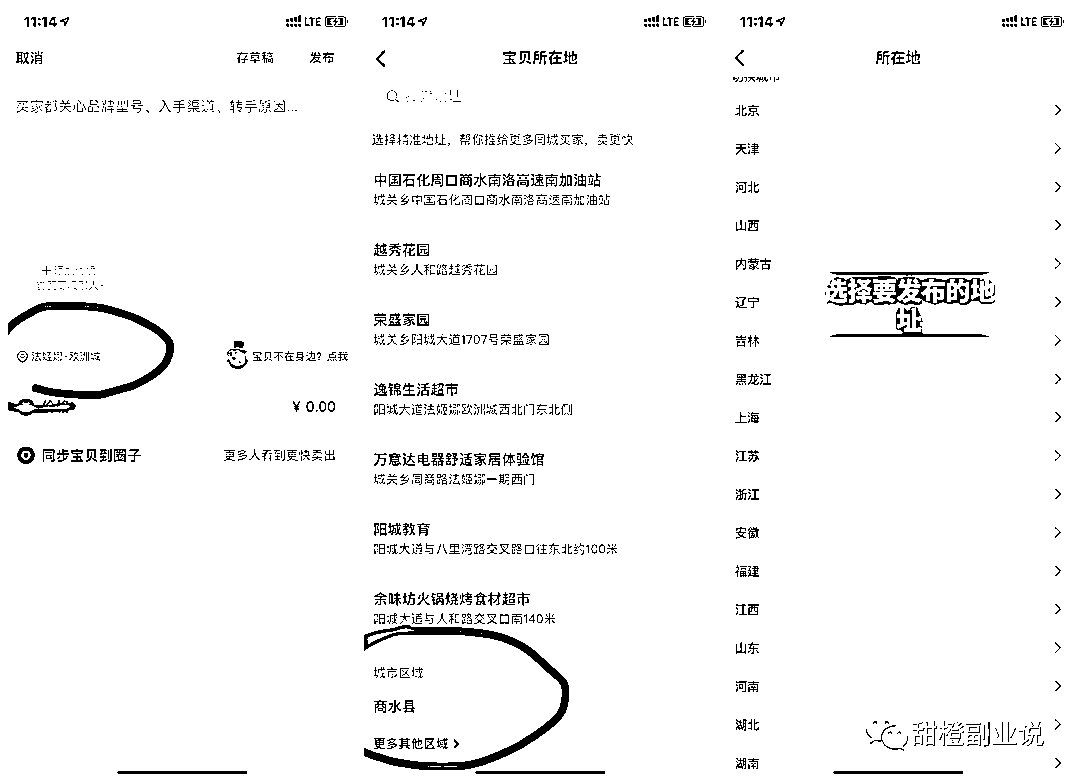 11:14
LTE
取消
存草稿
发布
买家都关心品牌型号、入手渠道、转手原因...
法姬娜·欧洲城
宝贝不在身边？点我
¥ 0.00
同步宝贝到圈子
更多人看到更快卖出
11:14
LTE
宝贝所在地
选择精准地址，帮你推给更多同城买家，卖更快
中国石化周口商水南洛高速南加油站
城关乡中国石化周口商水南洛高速南加油站
越秀花园
城关乡人和路越秀花园
荣盛家园
城关乡阳城大道1707号荣盛家园
逸锦生活超市
阳城大道法姬娜欧洲城西北门东北侧
万意达电器舒适家居体验馆
城关乡周商路法姬娜一期西门
阳城教育
阳城大道与八里湾路交叉路口往东北约100米
余味坊火锅烧烤食材超市
阳城大道与人和路交叉口南140米
城市区域
商水县
更多其他区域
11:14
LTE
所在地
切换城市
北京
天津
河北
山西
内蒙古
辽宁
吉林
黑龙江
上海
江苏
浙江
安徽
福建
江西
山东
河南
湖北
湖南
选择要发布的地
址
甜橙副业说